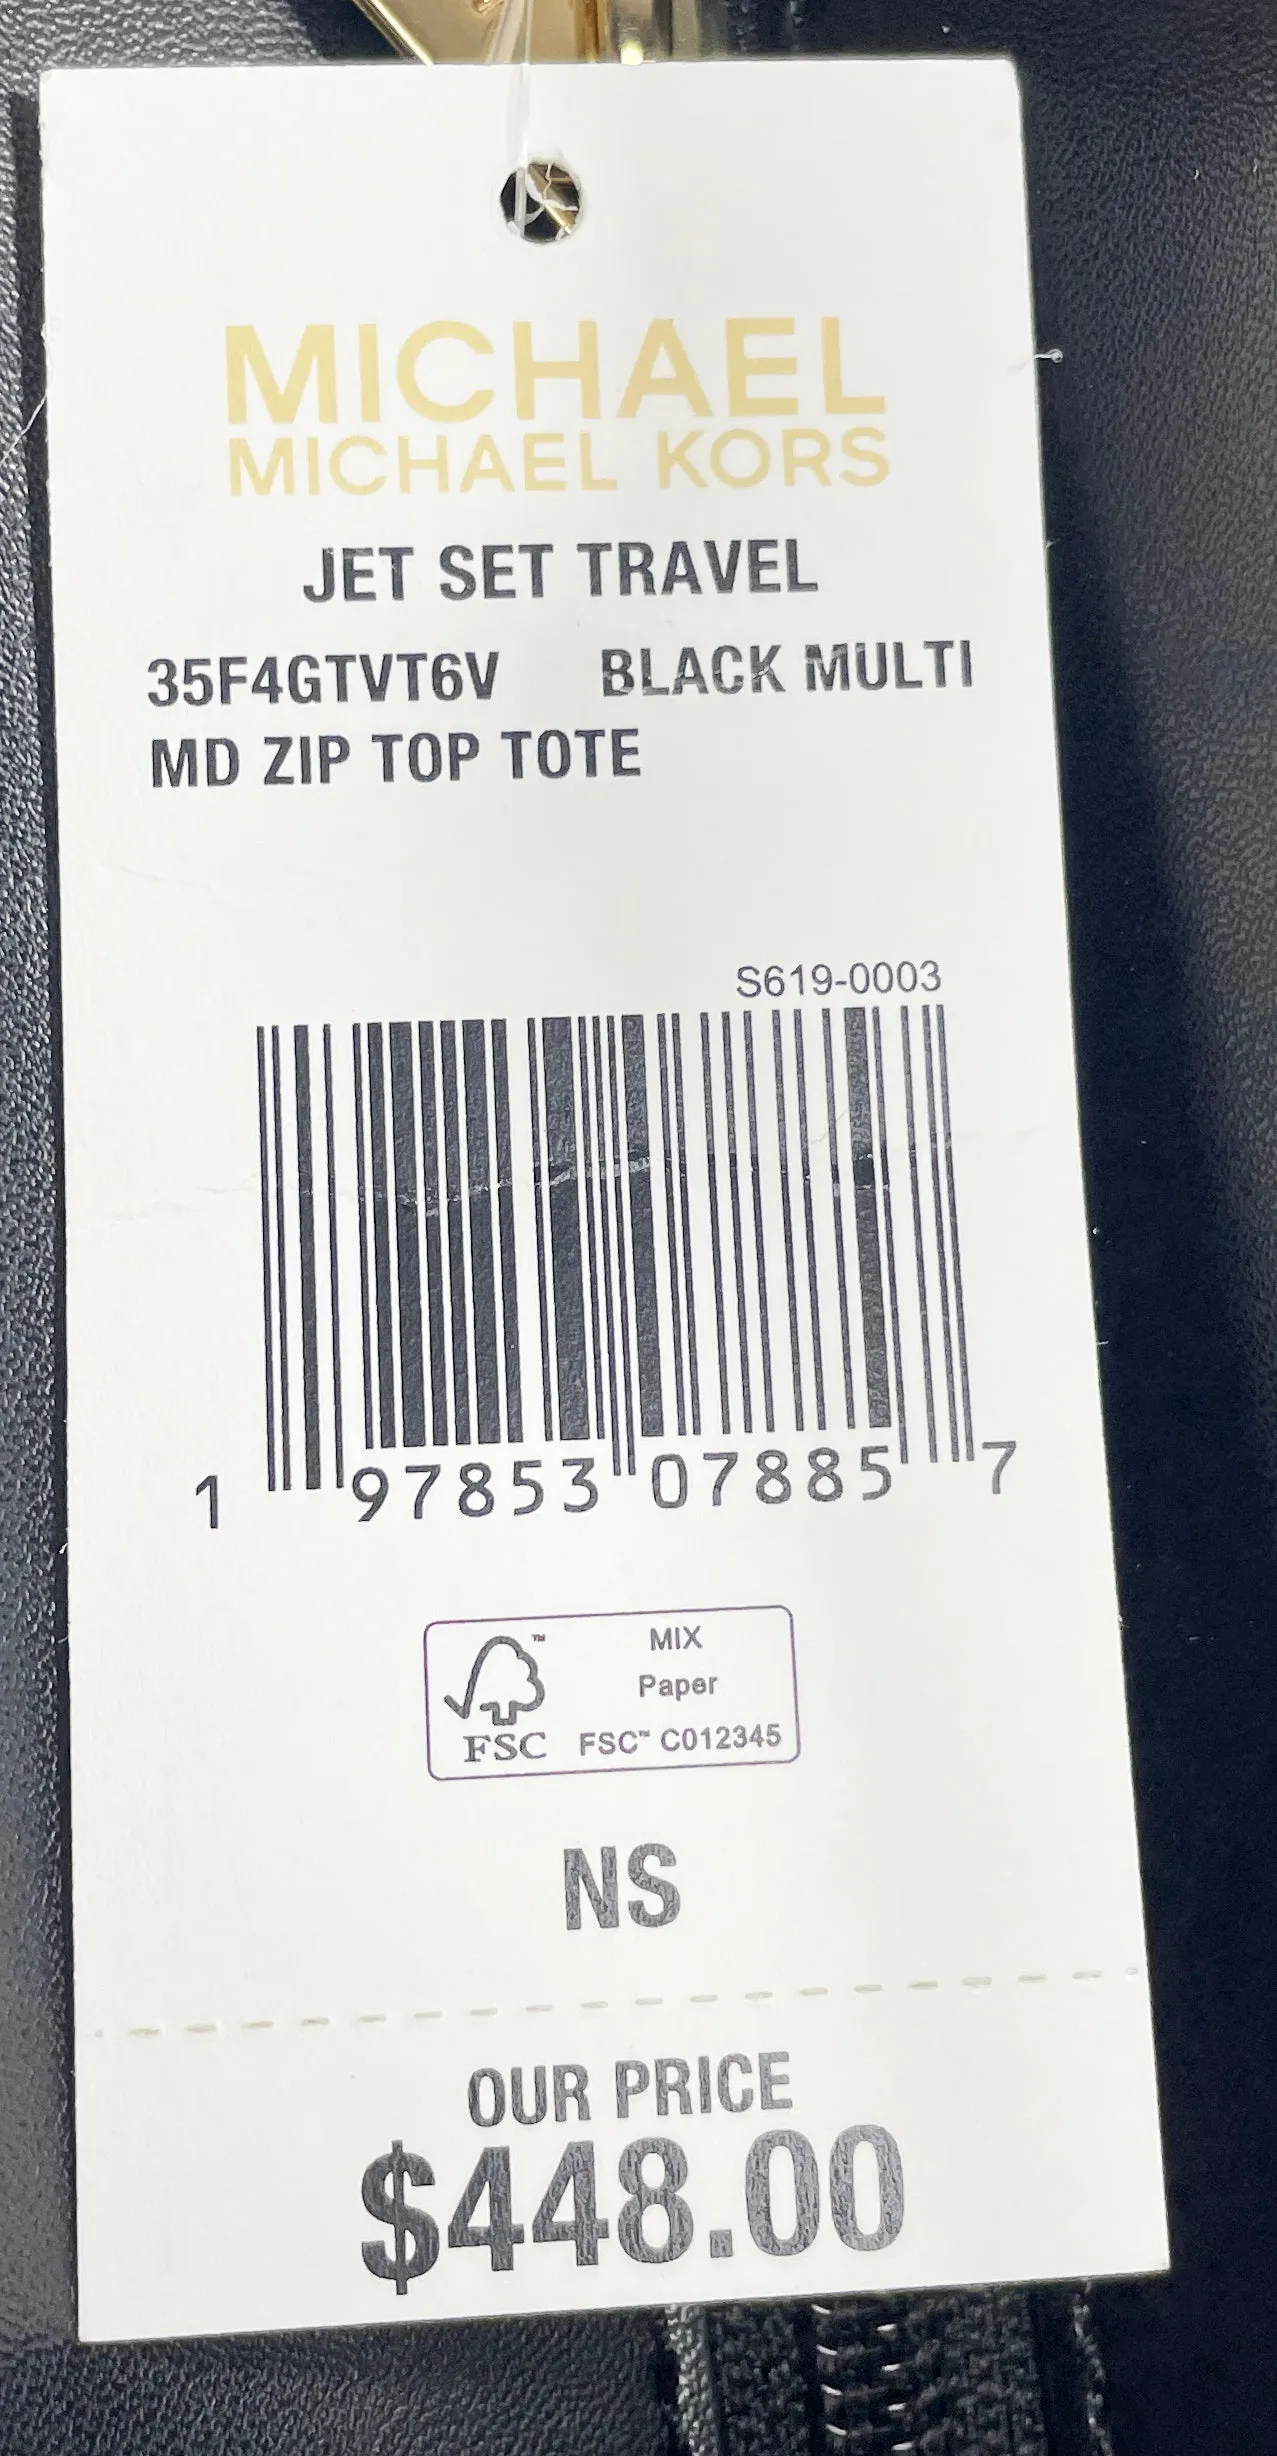 MICHAEL
MICHAEL KORS
JET SET TRAVEL
35F4GTVT6V BLACK MULTI
MD ZIP TOP TOTE
S619-0003
1 97853 07885 7
MIX
Paper
FSC™ C012345
FSC
™
NS
OUR PRICE
$448.00